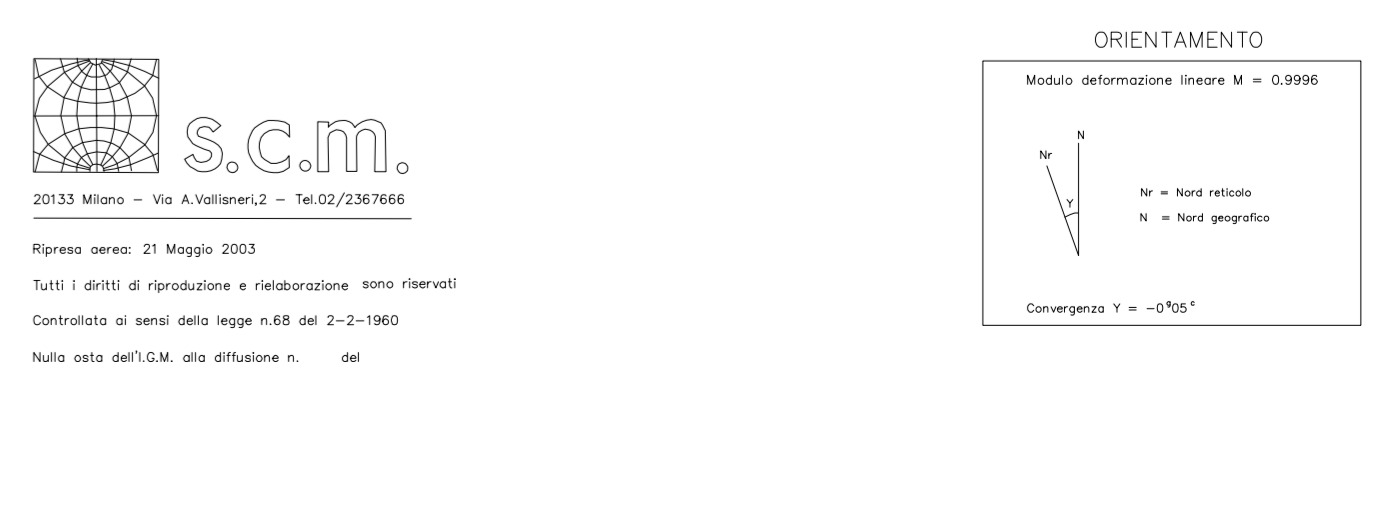 s.c.m.
20133 Milano – Via A.Vallisneri,2 – Tel.02/2367666
Ripresa aerea: 21 Maggio 2003
Tutti i diritti di riproduzione e rielaborazione sono riservati
Controllata ai sensi della legge n.68 del 2–2–1960
Nulla osta dell'I.G.M. alla diffusione n. del
ORIENTAMENTO
Modulo deformazione lineare M = 0.9996
N
Nr
Y
Nr = Nord reticolo
N = Nord geografico
Convergenza Y = –0ᵍ05ᶜ